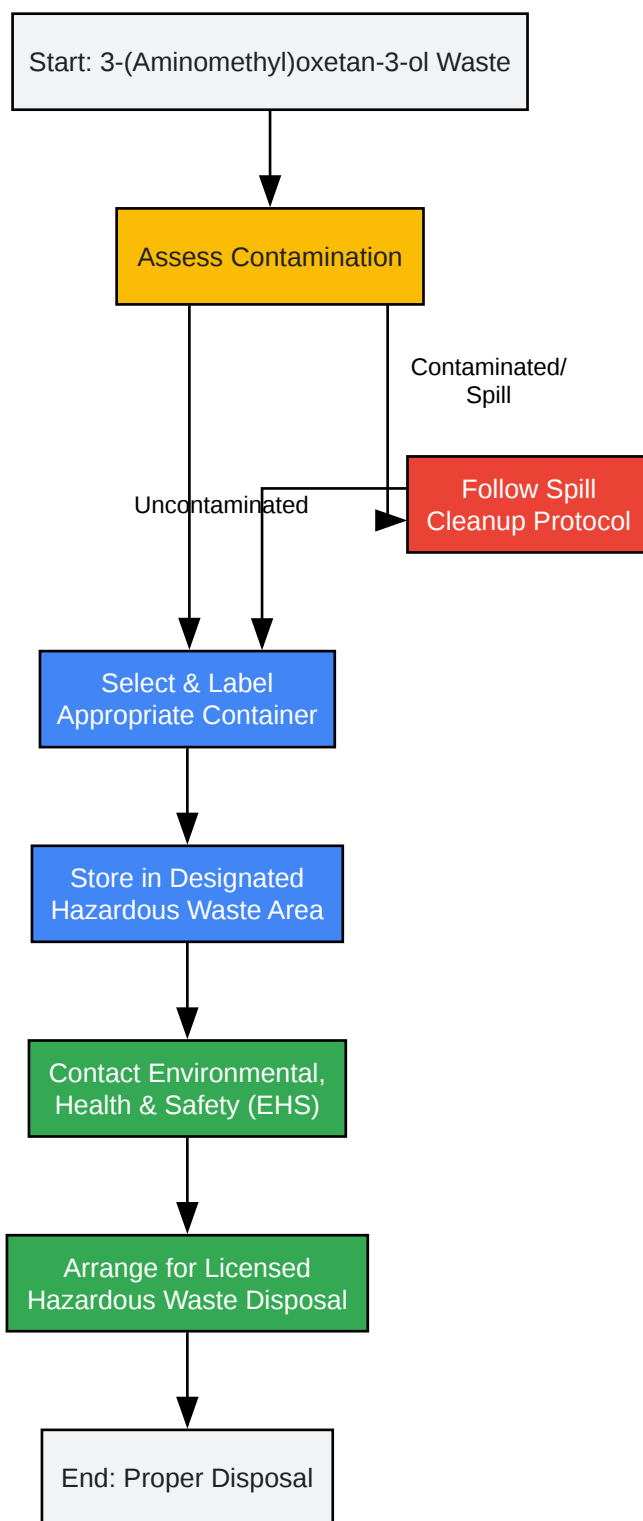 Start: 3-(Aminomethyl)oxetan-3-ol Waste
Assess Contamination
Contaminated/
Spill
Uncontaminated
Follow Spill
Cleanup Protocol
Select & Label
Appropriate Container
Store in Designated
Hazardous Waste Area
Contact Environmental,
Health & Safety (EHS)
Arrange for Licensed
Hazardous Waste Disposal
End: Proper Disposal